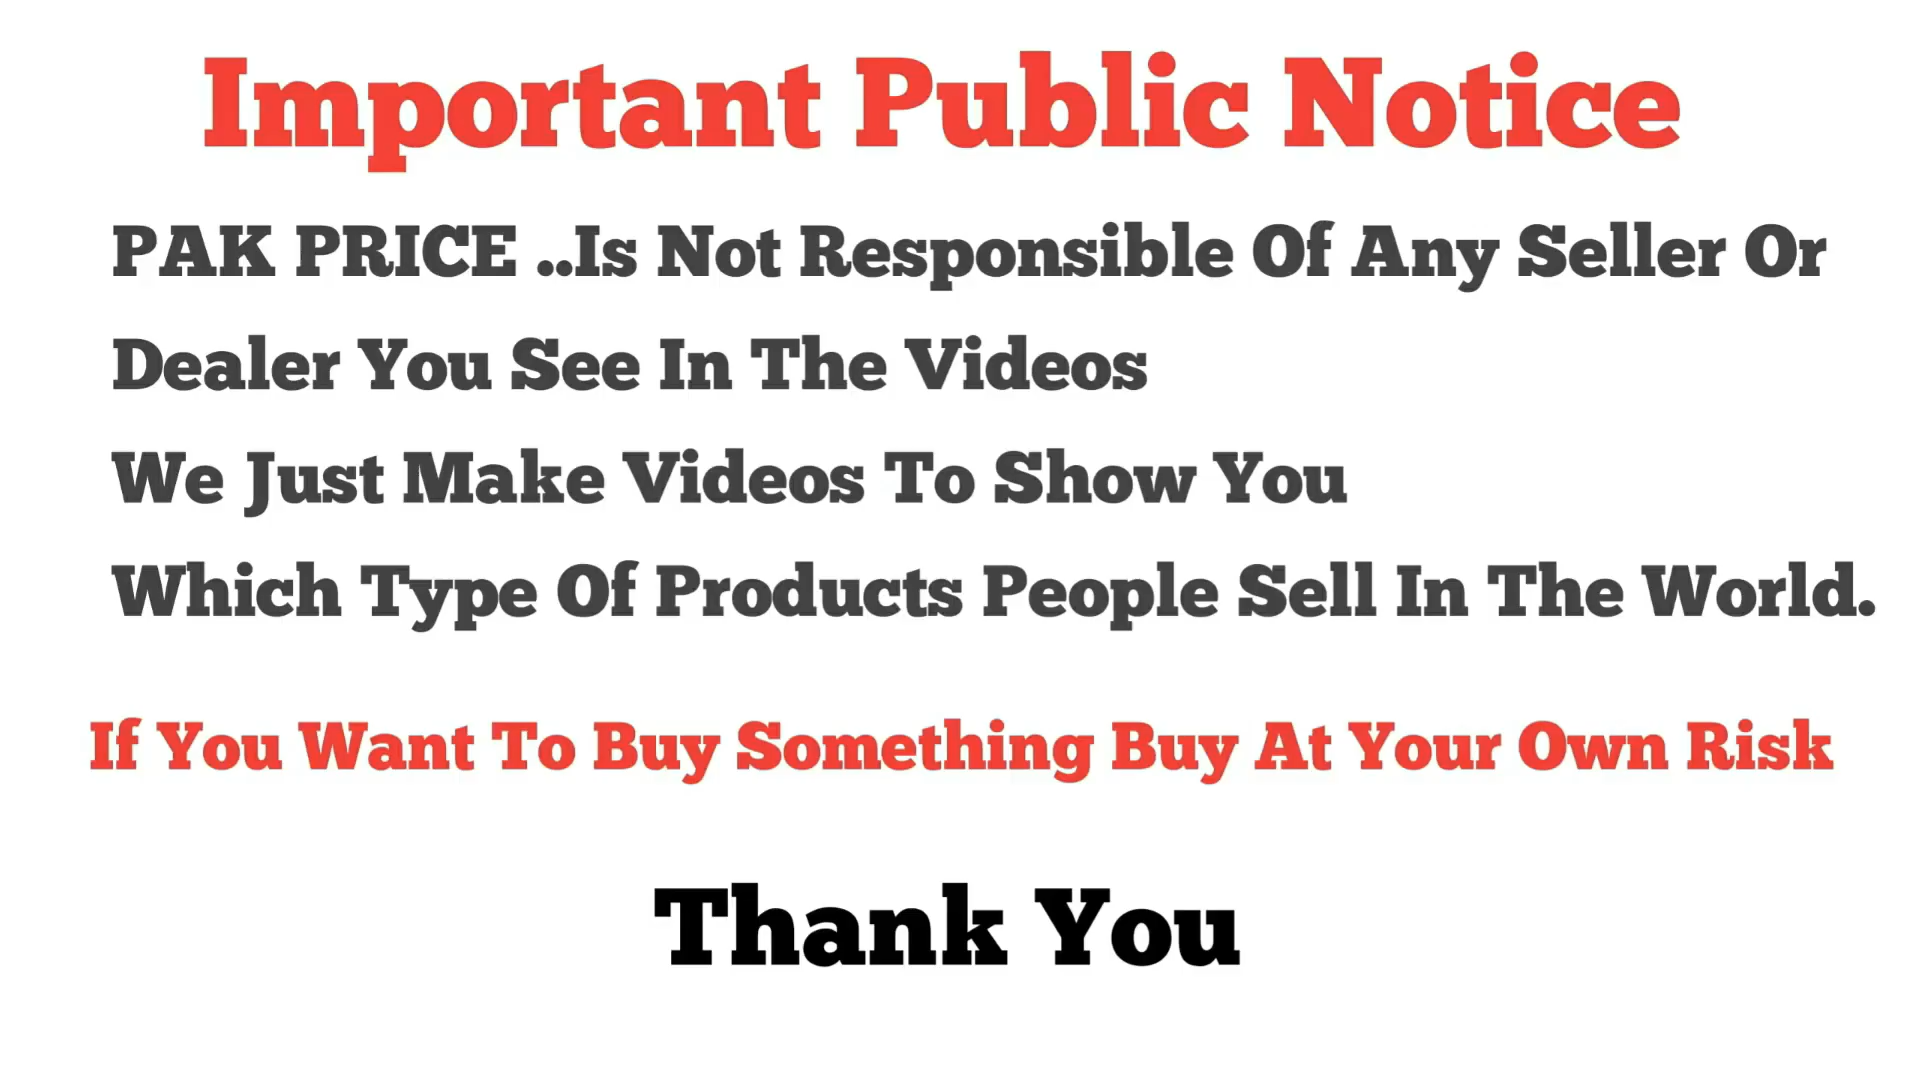 Important Public Notice
PAK PRICE ..Is Not Responsible Of Any Seller Or
Dealer You See In The Videos
We Just Make Videos To Show You
Which Type Of Products People Sell In The World.
If You Want To Buy Something Buy At Your Own Risk
Thank You